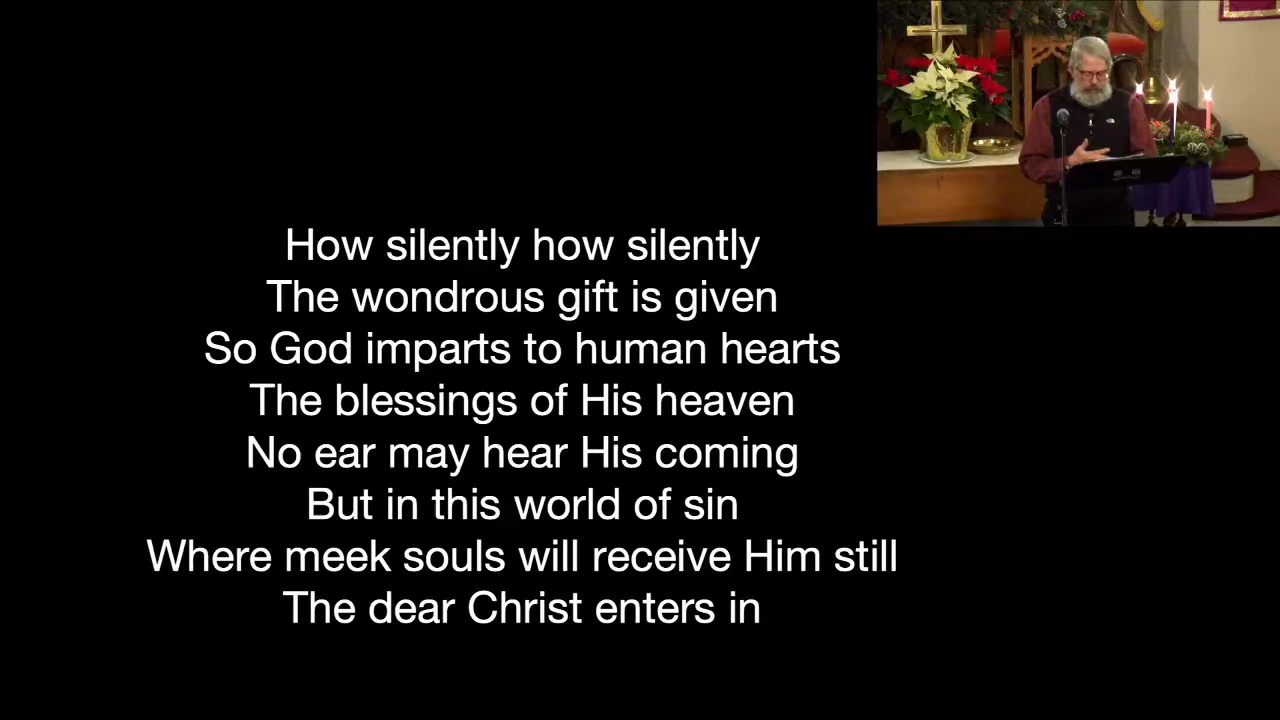 How silently how silently
The wondrous gift is given
So God imparts to human hearts
The blessings of His heaven
No ear may hear His coming
But in this world of sin
Where meek souls will receive Him still
The dear Christ enters in